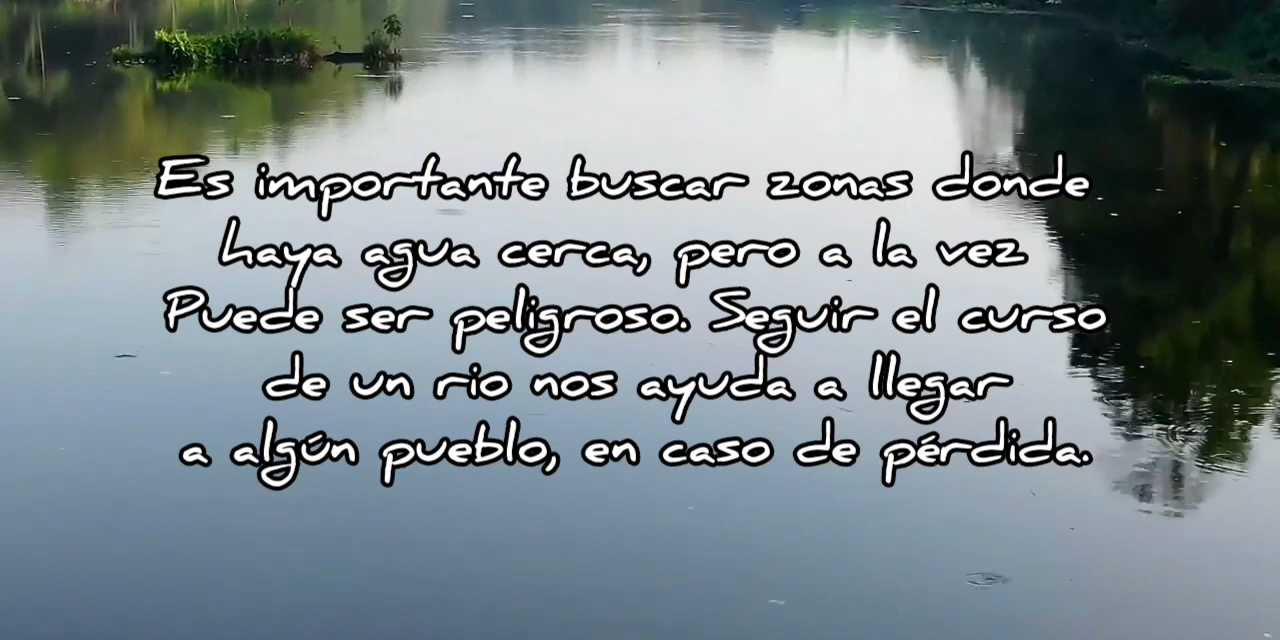 Es importante buscar zonas donde
haya agua cerca, pero a la vez
Puede ser peligroso. Seguir el curso
de un rio nos ayuda a llegar
a algún pueblo, en caso de pérdida.